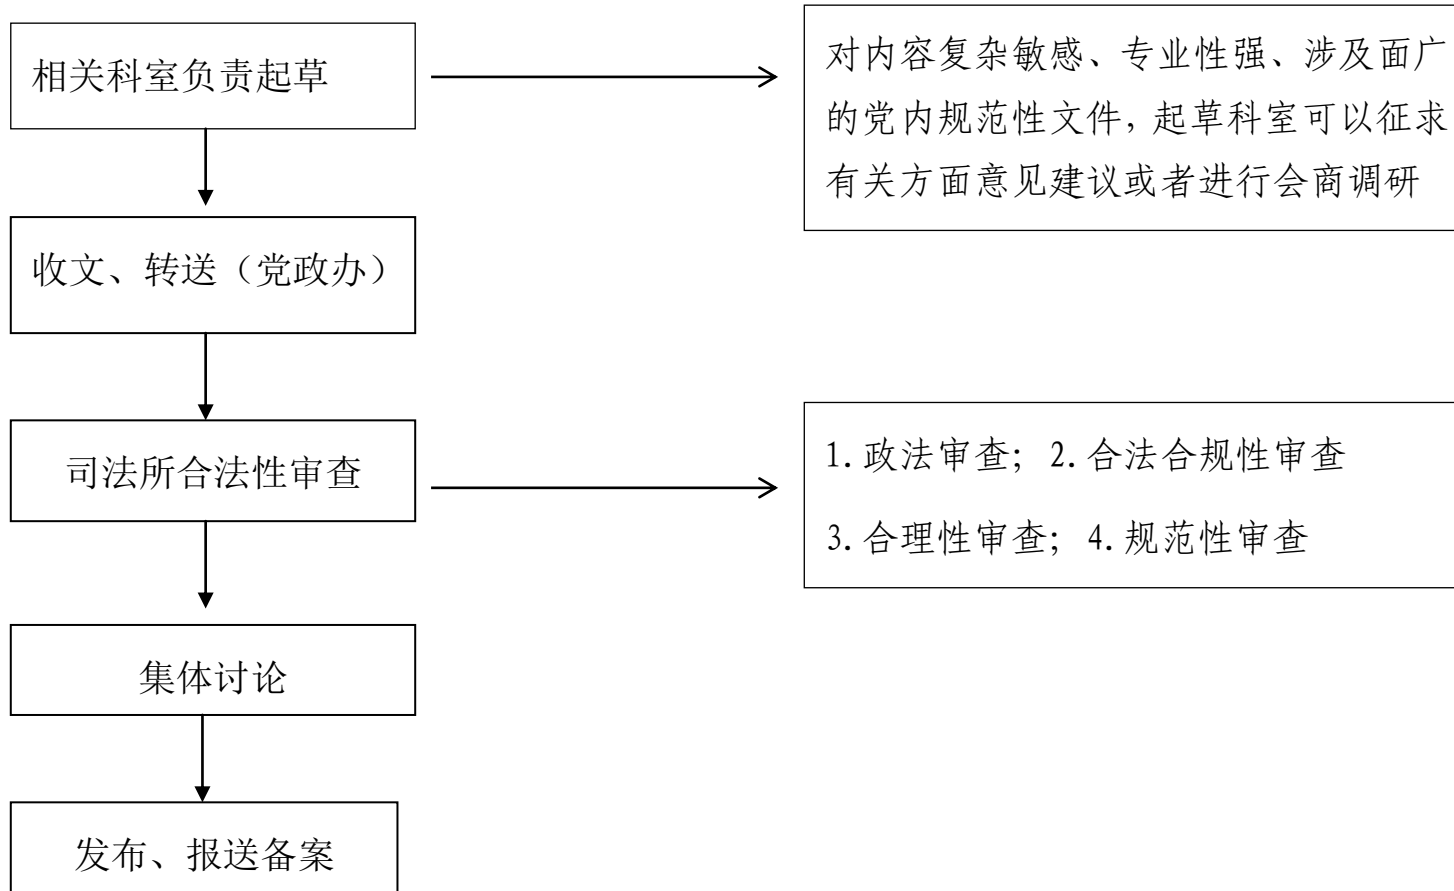 相关科室负责起草
对内容复杂敏感、专业性强、涉及面广
的党内规范性文件，起草科室可以征求
有关方面意见建议或者进行会商调研
收文、转送（党政办）
司法所合法性审查
1.政法审查；2.合法合规性审查
3.合理性审查；4.规范性审查
集体讨论
发布、报送备案